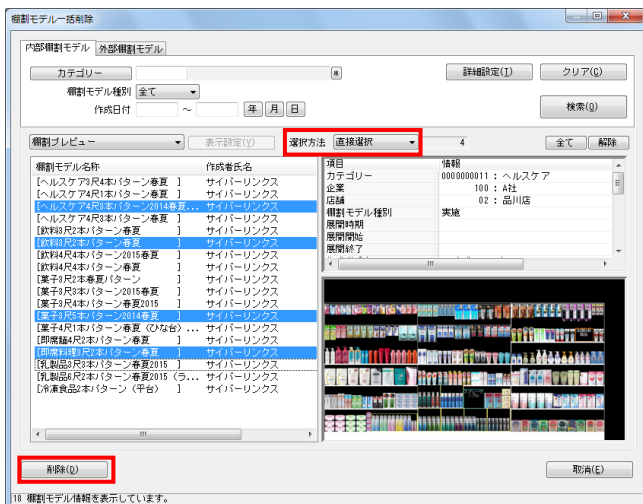 棚割モデル一括削除
内部棚割モデル 外部棚割モデル
カテゴリー 詳細設定(I) クリア(C)
棚割モデル種別 全て
作成日付 ～ 年 月 日 検索(Q)
棚割プレビュー 表示設定(V) 選択方法 直接選択 4 全て 解除
棚割モデル名称 作成者氏名
[ヘルスケア3尺4本パターン春夏 ] サイバーリンクス
[ヘルスケア4尺1本パターン春夏 ] サイバーリンクス
[ヘルスケア4尺3本パターン2014春夏... サイバーリンクス
[ヘルスケア4尺3本パターン春夏 ] サイバーリンクス
[飲料3尺2本パターン春夏 ] サイバーリンクス
[飲料3尺2本パターン春夏 ] サイバーリンクス
[飲料4尺4本パターン2015春夏 ] サイバーリンクス
[飲料4尺4本パターン春夏 ] サイバーリンクス
[菓子3尺2本春夏パターン ] サイバーリンクス
[菓子3尺3本パターン2015春夏 ] サイバーリンクス
[菓子3尺4本パターン春夏2015 ] サイバーリンクス
[菓子3尺5本パターン2014春夏 ] サイバーリンクス
[菓子4尺1本パターン春夏（ひな台）... サイバーリンクス
[即席麺4尺2本パターン春夏 ] サイバーリンクス
[即席料理3尺2本パターン春夏 ] サイバーリンクス
[乳製品3尺3本パターン春夏2015 ] サイバーリンクス
[乳製品6尺2本パターン春夏2015（ラ... サイバーリンクス
[冷凍食品2本パターン（平台） ] サイバーリンクス
項目 情報
カテゴリー 0000000011 : ヘルスケア
企業 100 : A社
店舗 02 : 品川店
棚割モデル種別 実施
展開時期
展開開始
展開終了
削除(D) 取消(E)
18 棚割モデル情報を表示しています。